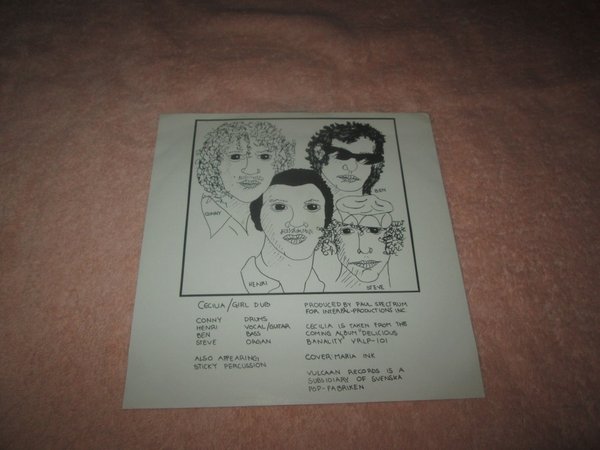 CONNY
BEN
HENRI
STEVE
CECILIA/GIRL DUB
CONNY DRUMS
HENRI VOCAL/GUITAR
BEN BASS
STEVE ORGAN
ALSO APPEARING;
STICKY PERCUSSION
PRODUCED BY PAUL SPECTRUM
FOR INTERPAL-PRODUCTIONS INC
CECILIA IS TAKEN FROM THE
COMING ALBUM "DELICIOUS
BANALITY" VRLP-101
COVER: MARIA INK
VULCAAN RECORDS IS A
SUBSIDIARY OF GUENSKA
POP-FABRIKEN